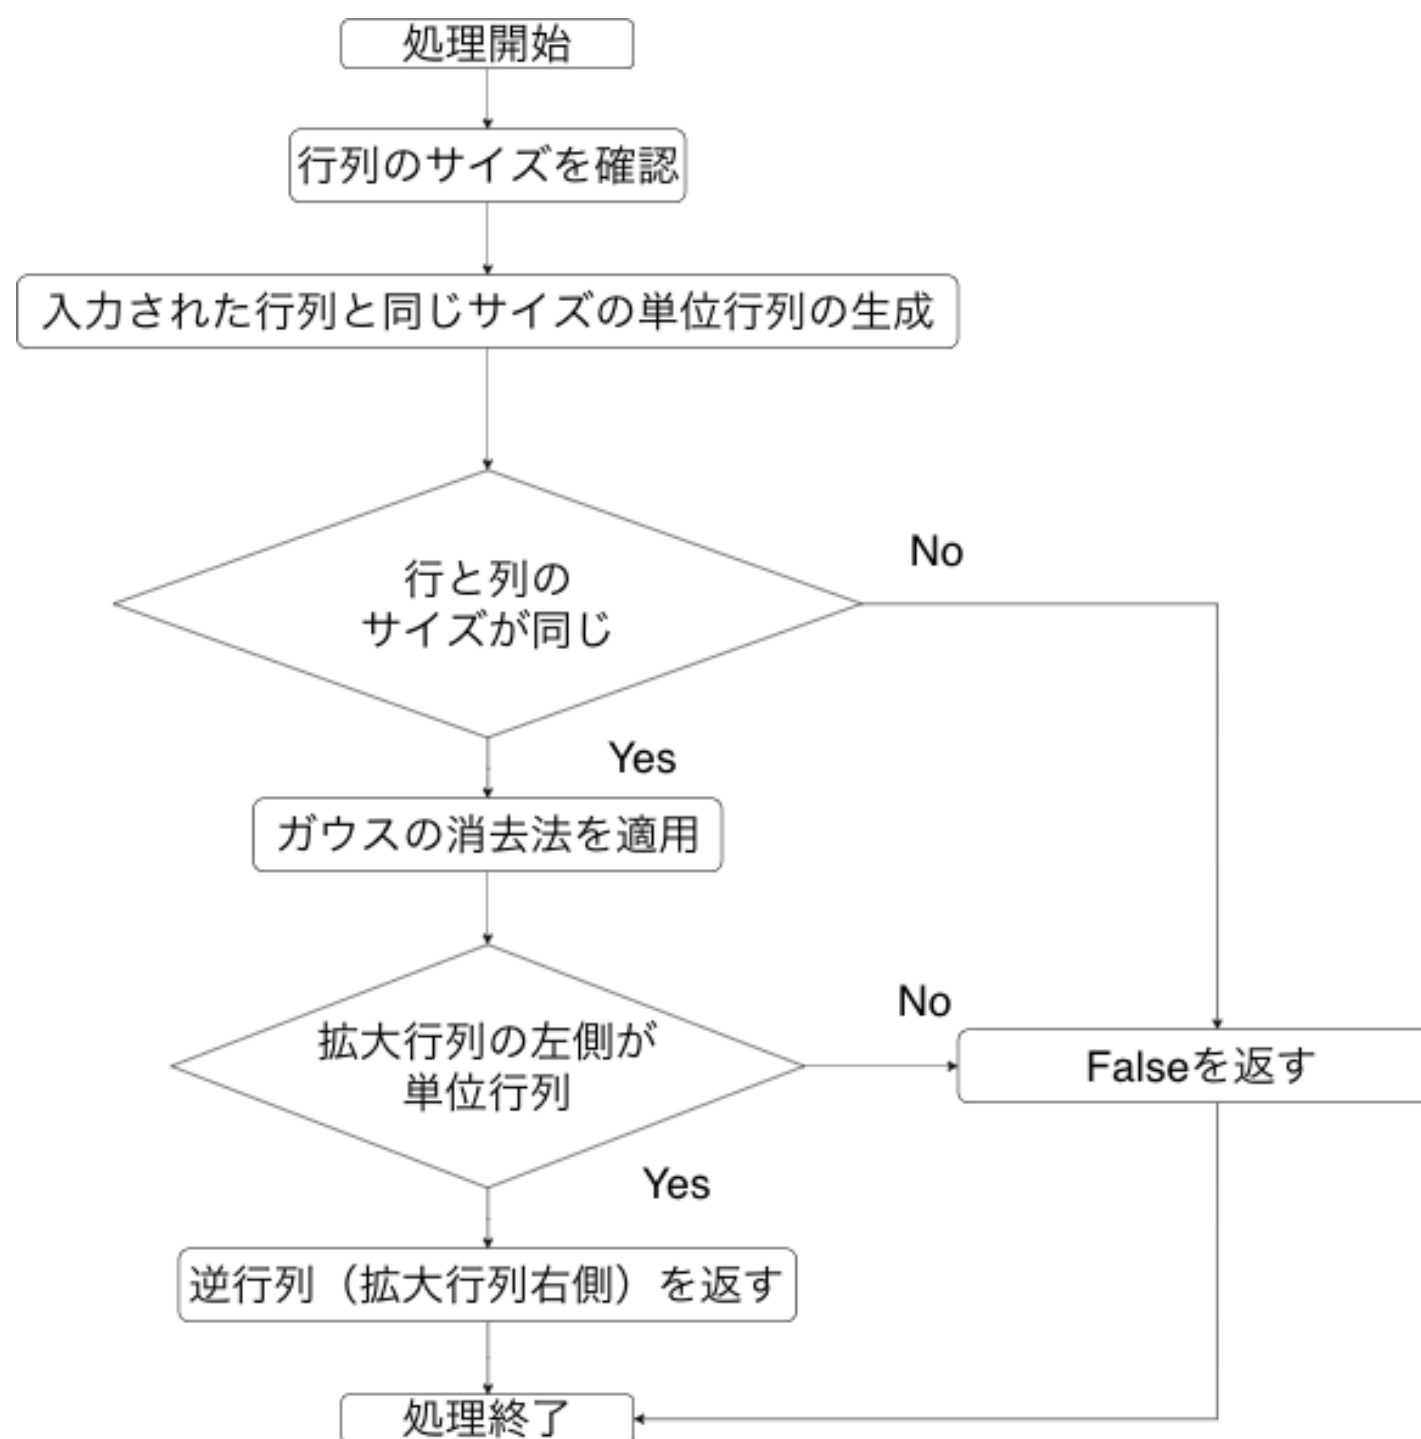 処理開始
行列のサイズを確認
入力された行列と同じサイズの単位行列の生成
行と列の
サイズが同じ
No
Yes
ガウスの消去法を適用
拡大行列の左側が
単位行列
No
Falseを返す
Yes
逆行列（拡大行列右側）を返す
処理終了